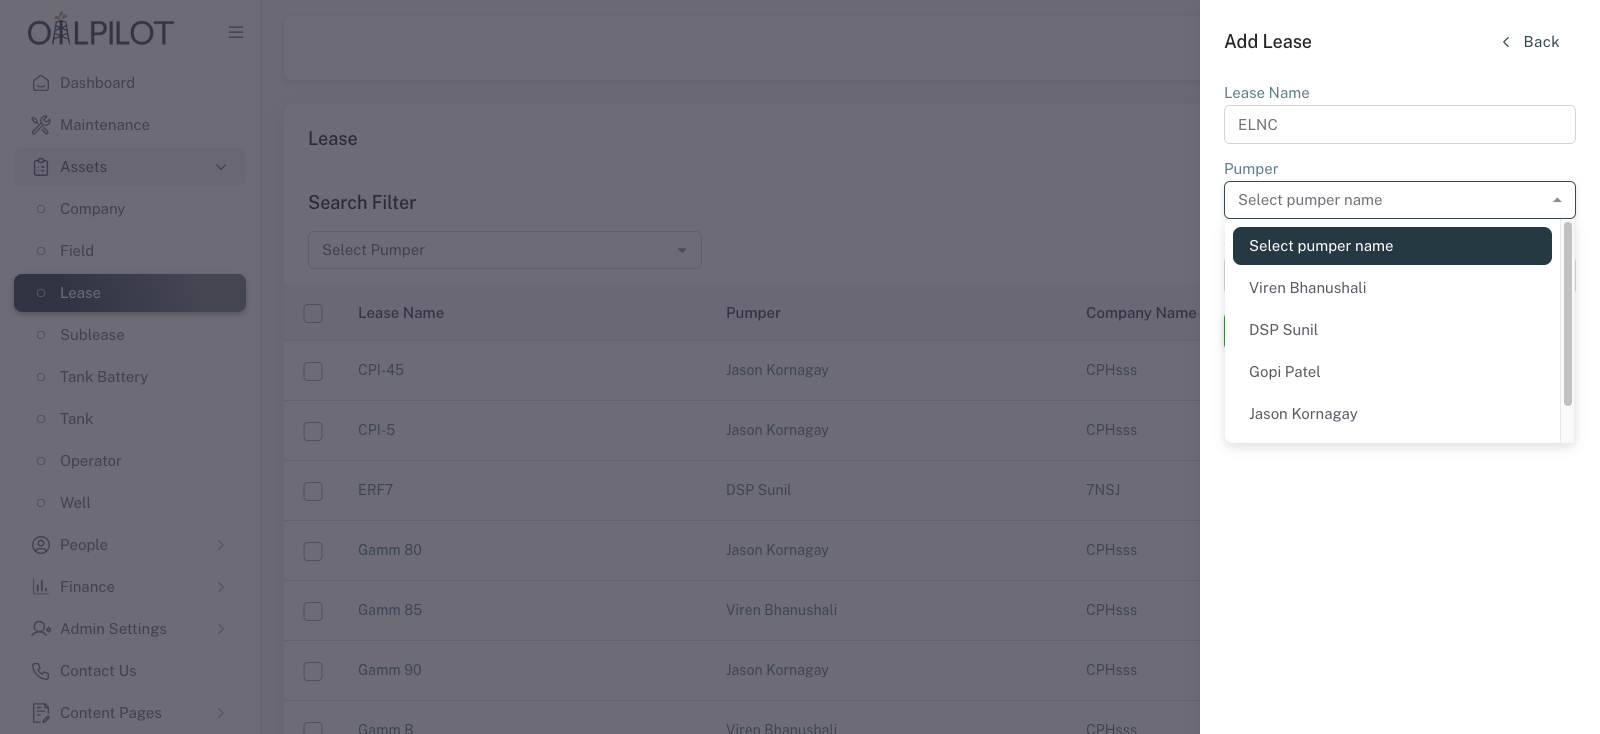 OILPILOT
Dashboard
Maintenance
Assets
Company
Field
Lease
Sublease
Tank Battery
Tank
Operator
Well
People
Finance
Admin Settings
Contact Us
Content Pages
Lease
Search Filter
Select Pumper
Lease Name Pumper Company Name
CPI-45 Jason Kornagay CPHsss
CPI-5 Jason Kornagay CPHsss
ERF7 DSP Sunil 7NSJ
Gamm 80 Jason Kornagay CPHsss
Gamm 85 Viren Bhanushali CPHsss
Gamm 90 Jason Kornagay CPHsss
Gamm B Viren Bhanushali CPHsss
Add Lease
Back
Lease Name
ELNC
Pumper
Select pumper name
Select pumper name
Viren Bhanushali
DSP Sunil
Gopi Patel
Jason Kornagay